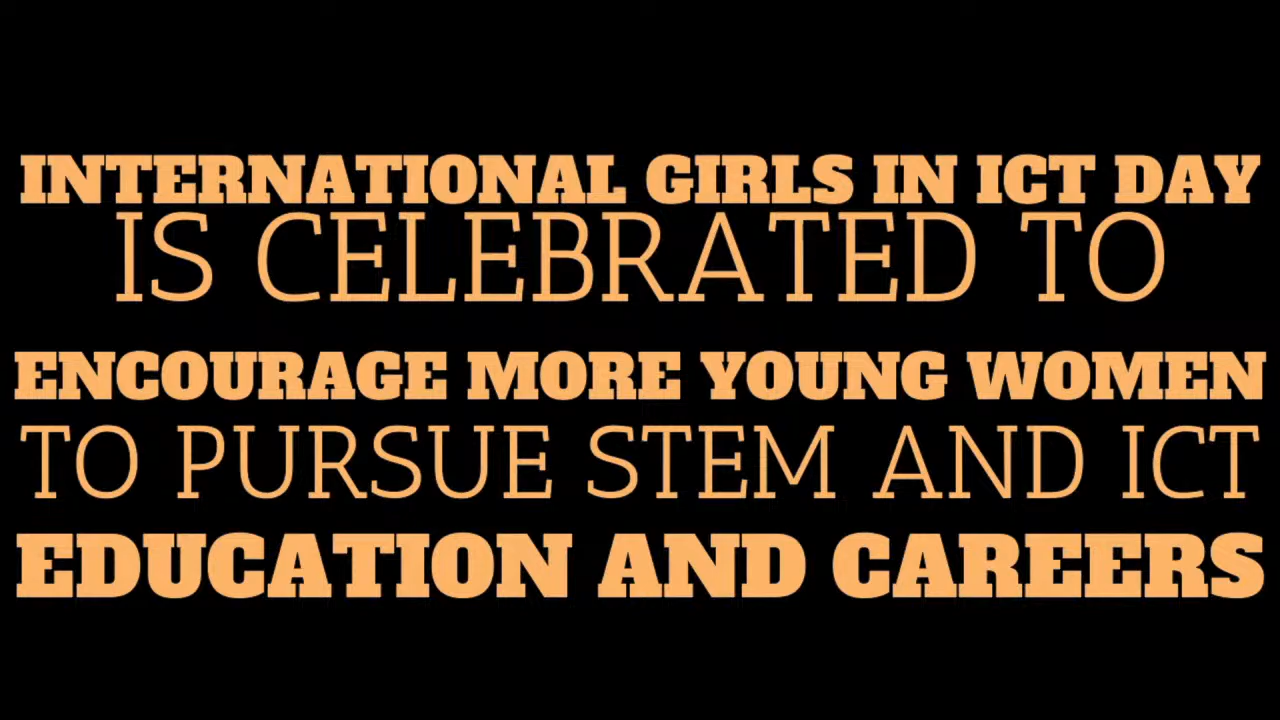 INTERNATIONAL GIRLS IN ICT DAY
IS CELEBRATED TO
ENCOURAGE MORE YOUNG WOMEN
TO PURSUE STEM AND ICT
EDUCATION AND CAREERS